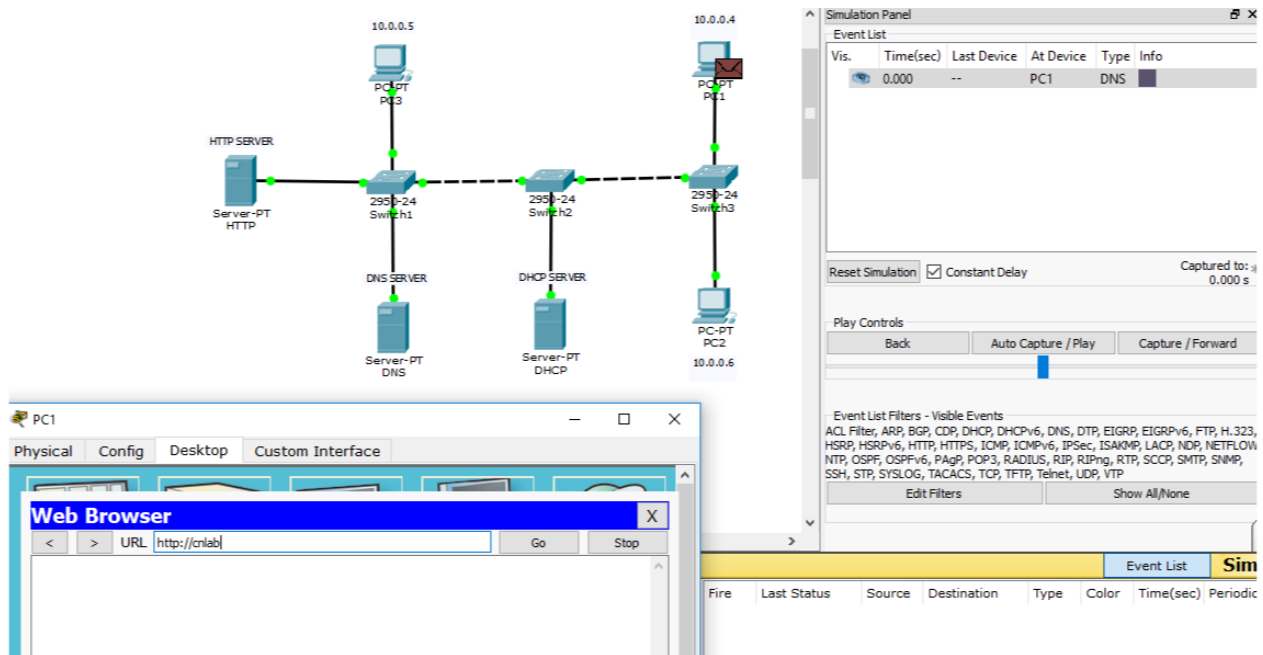 10.0.0.5
10.0.0.4
PC-PT
PC3
PC-PT
PC1
HTTP SERVER
Server-PT
HTTP
2950-24
Switch1
2950-24
Switch2
2950-24
Switch3
DNS SERVER
DHCP SERVER
Server-PT
DNS
Server-PT
DHCP
PC-PT
PC2
10.0.0.6
Simulation Panel
Event List
Vis. Time(sec) Last Device At Device Type Info
0.000 -- PC1 DNS
Reset Simulation Constant Delay
Captured to:
0.000 s
Play Controls
Back Auto Capture / Play Capture / Forward
Event List Filters - Visible Events
ACL Filter, ARP, BGP, CDP, DHCP, DHCPv6, DNS, DTP, EIGRP, EIGRPv6, FTP, H.323,
HSRP, HSRPv6, HTTP, HTTPS, ICMP, ICMPv6, IPSec, ISAKMP, LACP, NDP, NETFLOW
NTP, OSPF, OSPFv6, PAgP, POP3, RADIUS, RIP, RIPng, RTP, SCCP, SMTP, SNMP,
SSH, STP, SYSLOG, TACACS, TCP, TFTP, Telnet, UDP, VTP
Edit Filters Show All/None
Event List Sim
Fire Last Status Source Destination Type Color Time(sec) Periodic
PC1
Physical Config Desktop Custom Interface
Web Browser X
< > URL http://cnlab Go Stop